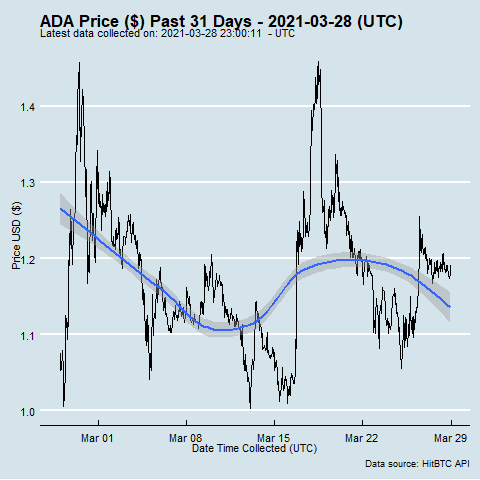 ADA Price ($) Past 31 Days - 2021-03-28 (UTC)
Latest data collected on: 2021-03-28 23:00:11  - UTC
Price USD ($)
1.4
1.3
1.2
1.1
1.0
Mar 01 Mar 08 Mar 15 Mar 22 Mar 29
Date Time Collected (UTC)
Data source: HitBTC API